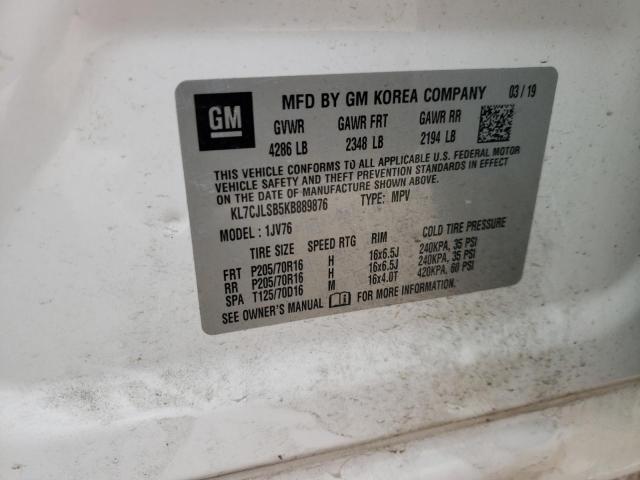 GM
MFD BY GM KOREA COMPANY 03/19
GVWR GAWR FRT GAWR RR
4286 LB 2348 LB 2194 LB
THIS VEHICLE CONFORMS TO ALL APPLICABLE U.S. FEDERAL MOTOR
VEHICLE SAFETY AND THEFT PREVENTION STANDARDS IN EFFECT
ON THE DATE OF MANUFACTURE SHOWN ABOVE.
KL7CJLSB5KB889876 TYPE: MPV
MODEL : 1JV76
TIRE SIZE SPEED RTG RIM COLD TIRE PRESSURE
FRT P205/70R16 H 16x6.5J 240KPA, 35 PSI
RR P205/70R16 H 16x6.5J 240KPA, 35 PSI
SPA T125/70D16 M 16x4.0T 420KPA, 60 PSI
SEE OWNER'S MANUAL FOR MORE INFORMATION.